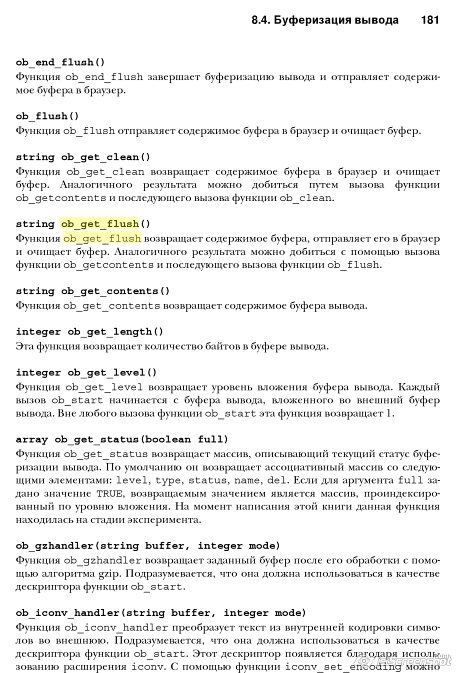 8.4. Буферизация вывода 181
ob_end_flush()
Функция ob_end_flush завершает буферизацию вывода и отправляет содержи-
мое буфера в браузер.
ob_flush()
Функция ob_flush отправляет содержимое буфера в браузер и очищает буфер.
string ob_get_clean()
Функция ob_get_clean возвращает содержимое буфера в браузер и очищает
буфер. Аналогичного результата можно добиться путем вызова функции
ob_getcontents и последующего вызова функции ob_clean.
string ob_get_flush()
Функция ob_get_flush возвращает содержимое буфера, отправляет его в браузер
и очищает буфер. Аналогичного результата можно добиться с помощью вызова
функции ob_getcontents и последующего вызова функции ob_flush.
string ob_get_contents()
Функция ob_get_contents возвращает содержимое буфера вывода.
integer ob_get_length()
Эта функция возвращает количество байтов в буфере вывода.
integer ob_get_level()
Функция ob_get_level возвращает уровень вложения буфера вывода. Каждый
вызов ob_start начинается с буфера вывода, вложенного во внешний буфер
вывода. Вне любого вызова функции ob_start эта функция возвращает 1.
array ob_get_status(boolean full)
Функция ob_get_status возвращает массив, описывающий текущий статус буфе-
ризации вывода. По умолчанию он возвращает ассоциативный массив со следую-
щими элементами: level, type, status, name, del. Если для аргумента full за-
дано значение TRUE, возвращаемым значением является массив, проиндексиро-
ванный по уровню вложения. На момент написания этой книги данная функция
находилась на стадии эксперимента.
ob_gzhandler(string buffer, integer mode)
Функция ob_gzhandler возвращает заданный буфер после его обработки с помо-
щью алгоритма gzip. Подразумевается, что она должна использоваться в качестве
дескриптора функции ob_start.
ob_iconv_handler(string buffer, integer mode)
Функция ob_iconv_handler преобразует текст из внутренней кодировки симво-
лов во внешнюю. Подразумевается, что она должна использоваться в качестве
дескриптора функции ob_start. Этот дескриптор появляется благодаря исполь-
зованию расширения iconv. С помощью функции iconv_set_encoding можно